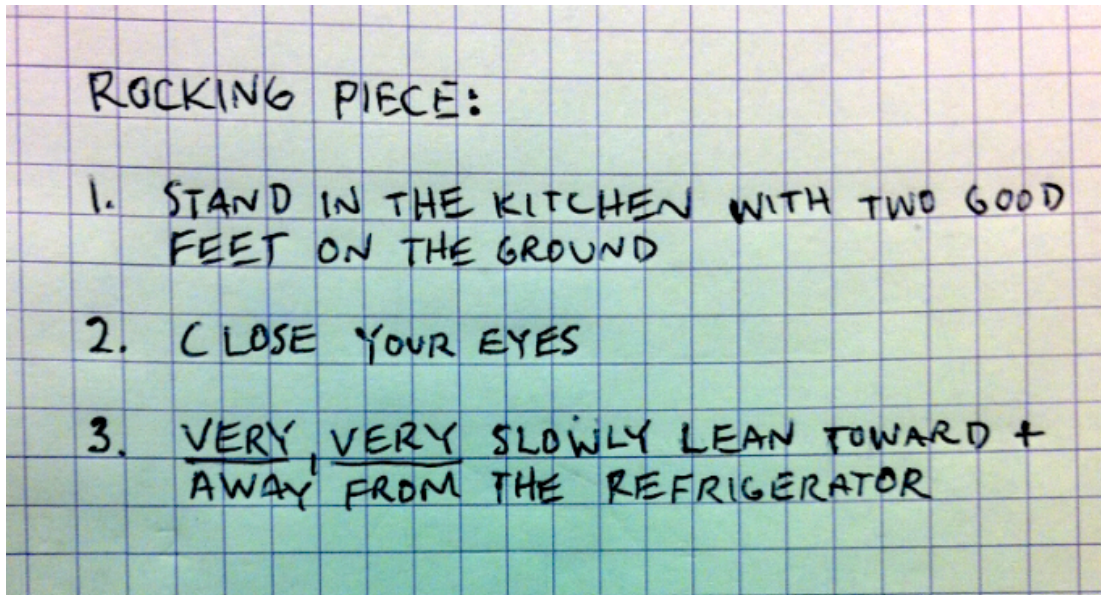 ROCKING PIECE:
1. STAND IN THE KITCHEN WITH TWO GOOD
FEET ON THE GROUND
2. CLOSE YOUR EYES
3. VERY, VERY SLOWLY LEAN TOWARD +
AWAY FROM THE REFRIGERATOR